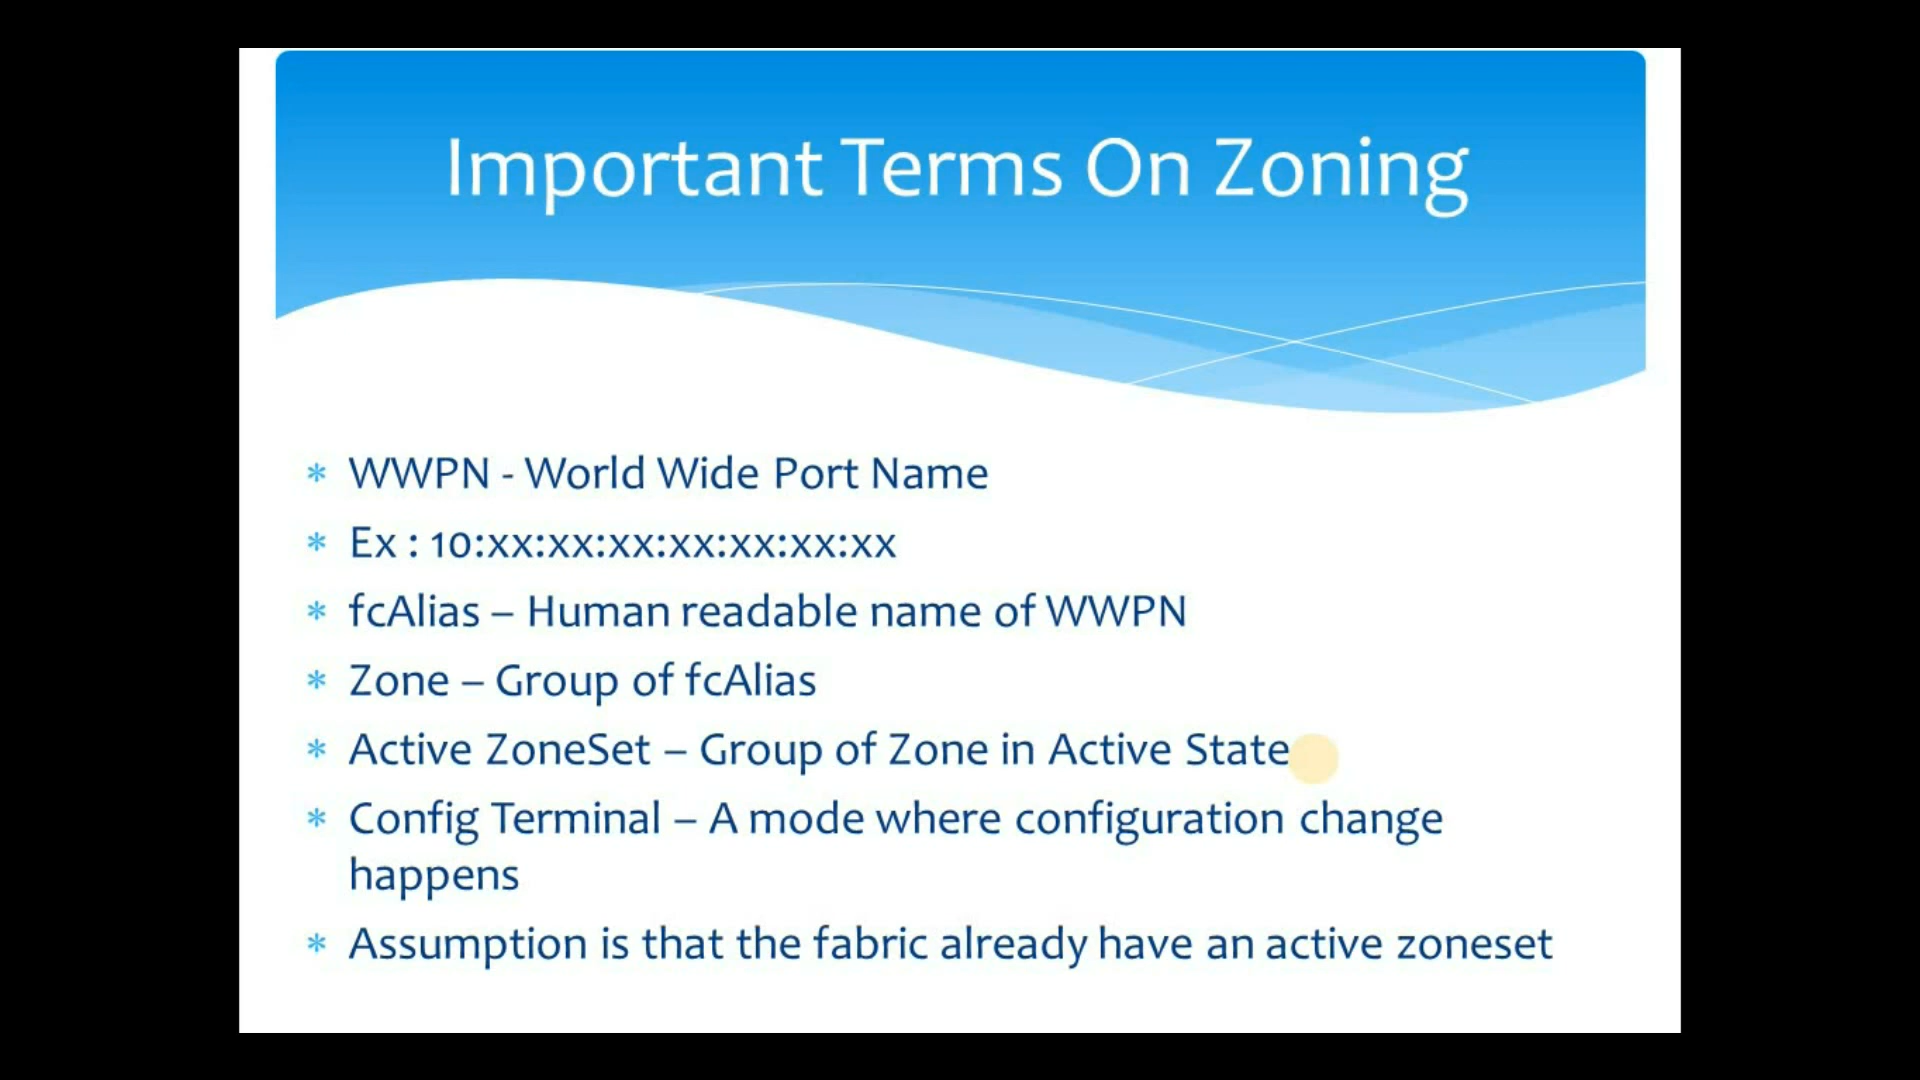 Important Terms On Zoning
* WWPN - World Wide Port Name
* Ex : 10:xx:xx:xx:xx:xx:xx:xx
* fcAlias – Human readable name of WWPN
* Zone – Group of fcAlias
* Active ZoneSet – Group of Zone in Active State
* Config Terminal – A mode where configuration change
happens
* Assumption is that the fabric already have an active zoneset